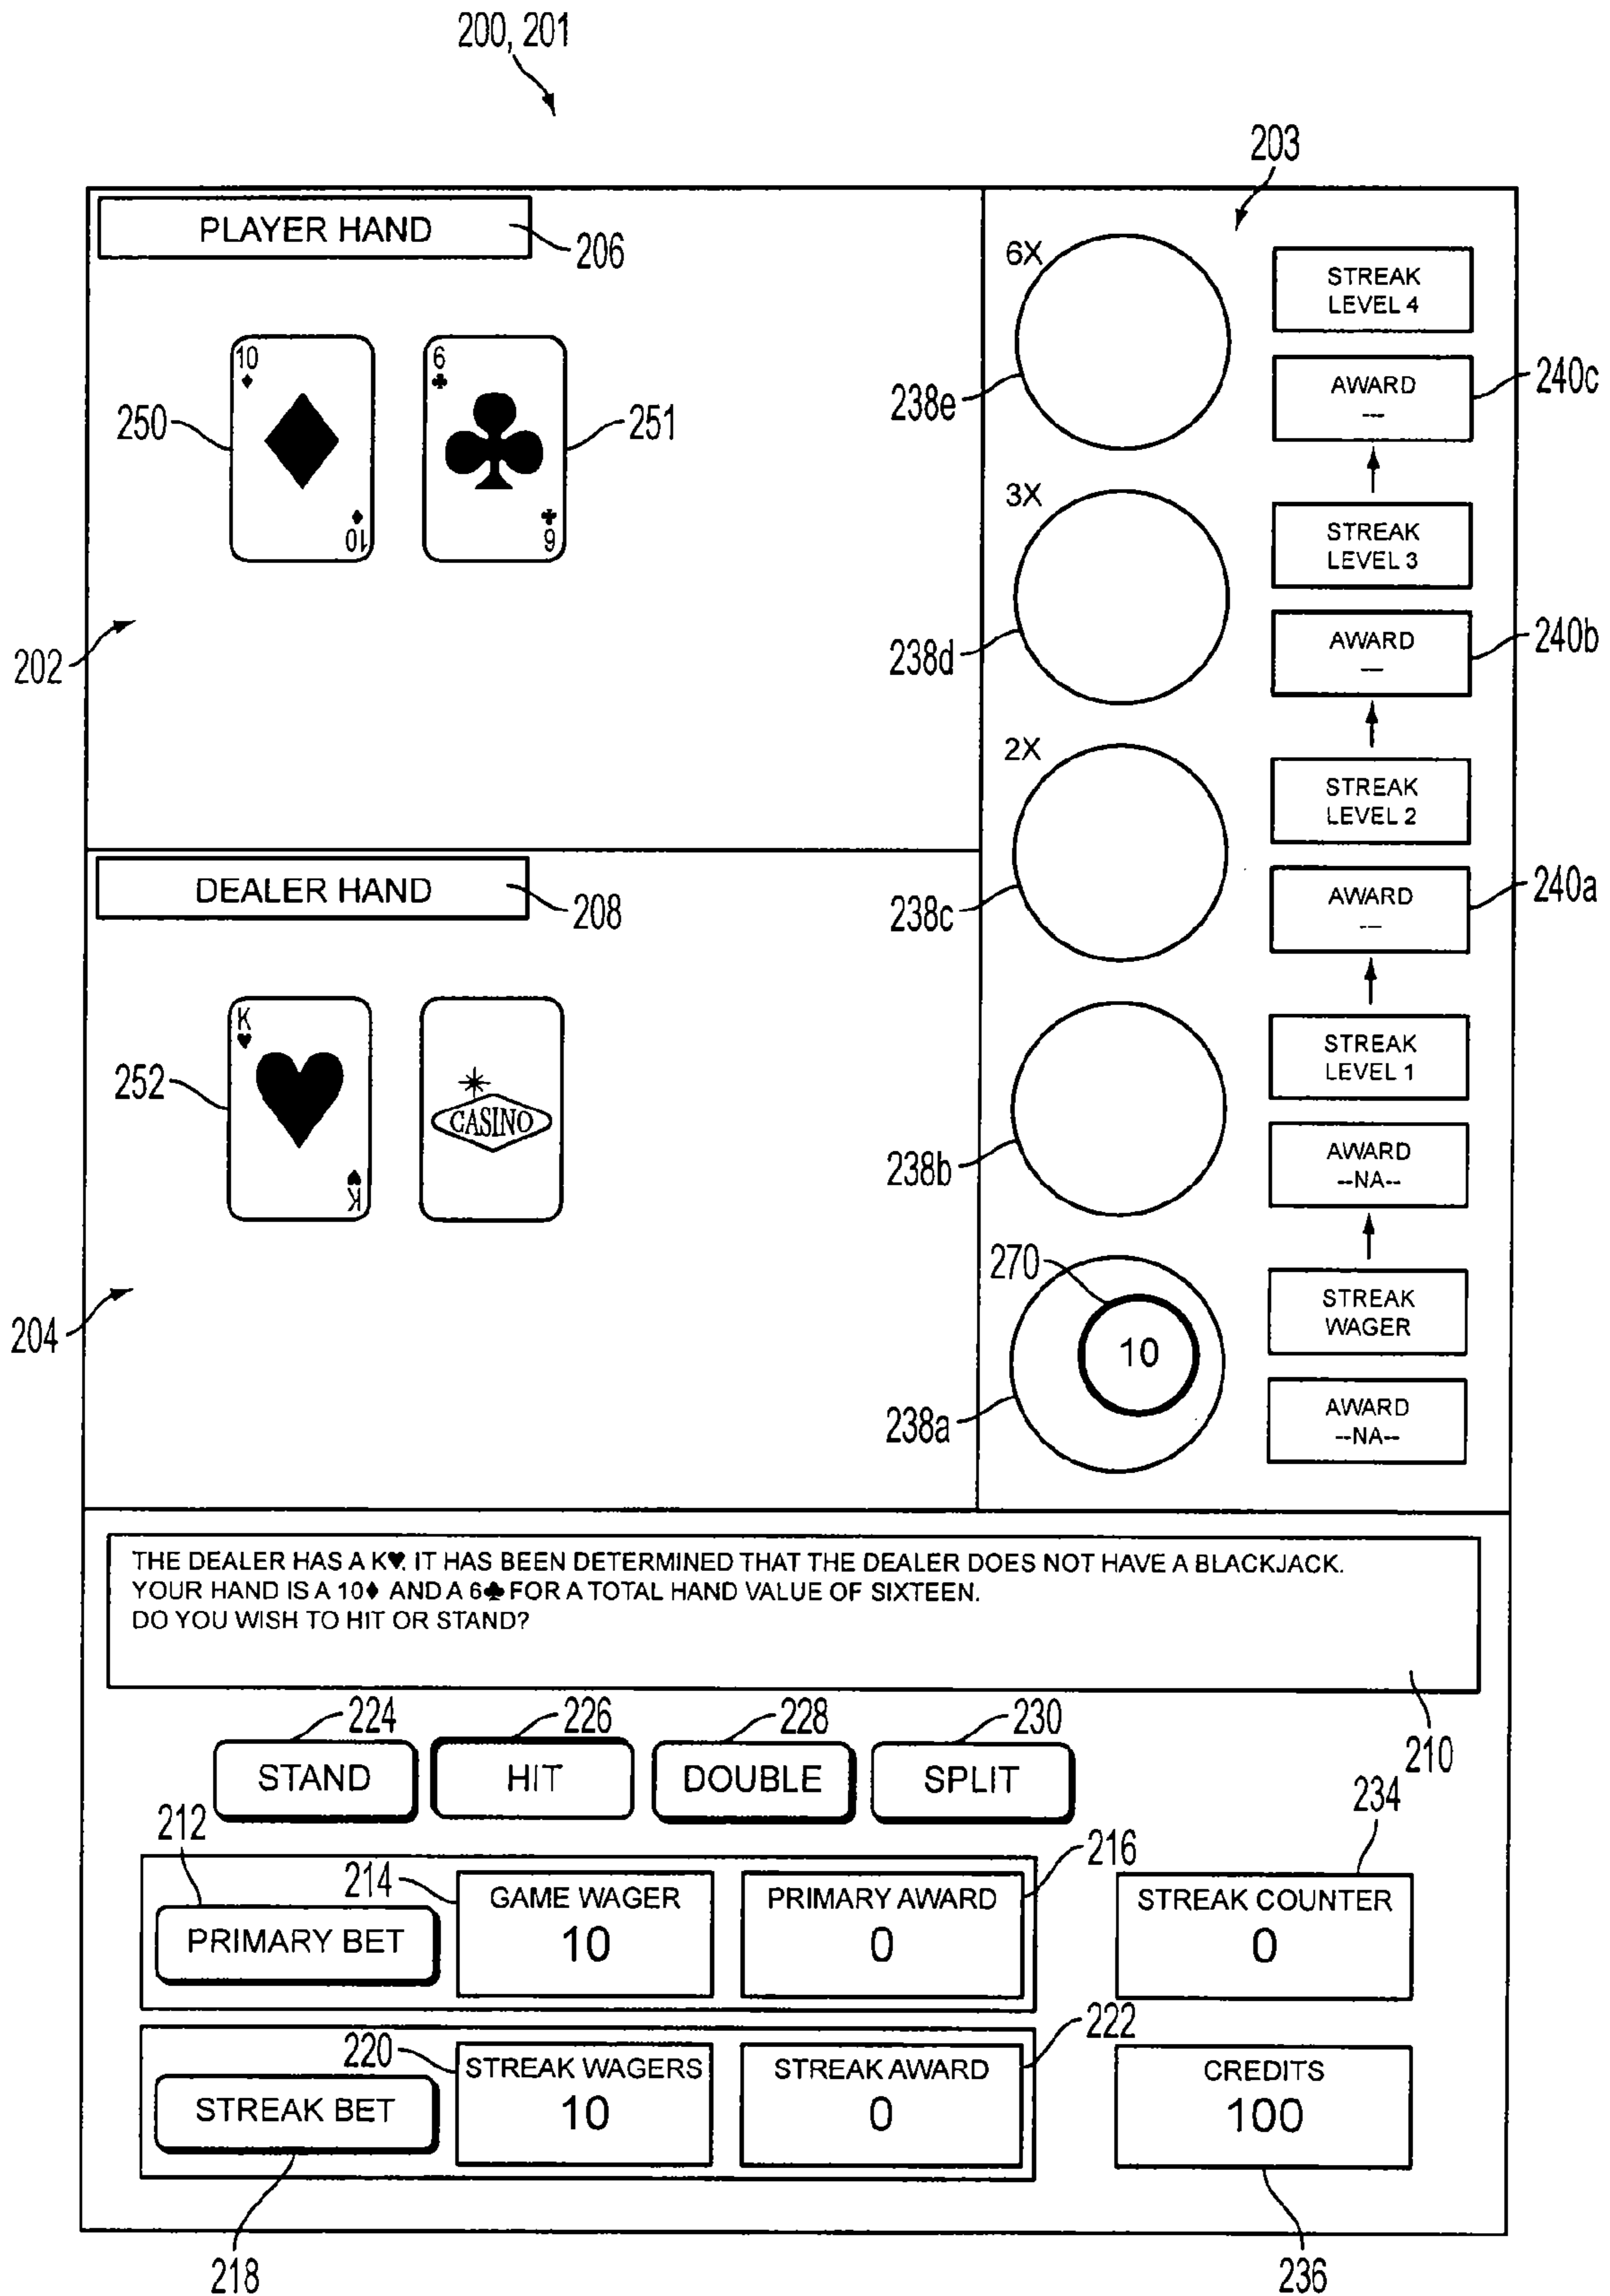 200, 201
203
PLAYER HAND
206
10
6
250
251
10
6
202
DEALER HAND
208
K
252
CASINO
K
204
6X
238e
STREAK
LEVEL 4
AWARD
---
240c
3X
238d
STREAK
LEVEL 3
AWARD
---
240b
2X
238c
STREAK
LEVEL 2
AWARD
---
240a
238b
STREAK
LEVEL 1
AWARD
--NA--
270
10
238a
STREAK
WAGER
AWARD
--NA--
THE DEALER HAS A K♥. IT HAS BEEN DETERMINED THAT THE DEALER DOES NOT HAVE A BLACKJACK.
YOUR HAND IS A 10♦ AND A 6♣ FOR A TOTAL HAND VALUE OF SIXTEEN.
DO YOU WISH TO HIT OR STAND?
210
224
226
228
230
STAND
HIT
DOUBLE
SPLIT
212
214
216
234
PRIMARY BET
GAME WAGER
10
PRIMARY AWARD
0
STREAK COUNTER
0
220
222
STREAK BET
STREAK WAGERS
10
STREAK AWARD
0
CREDITS
100
218
236